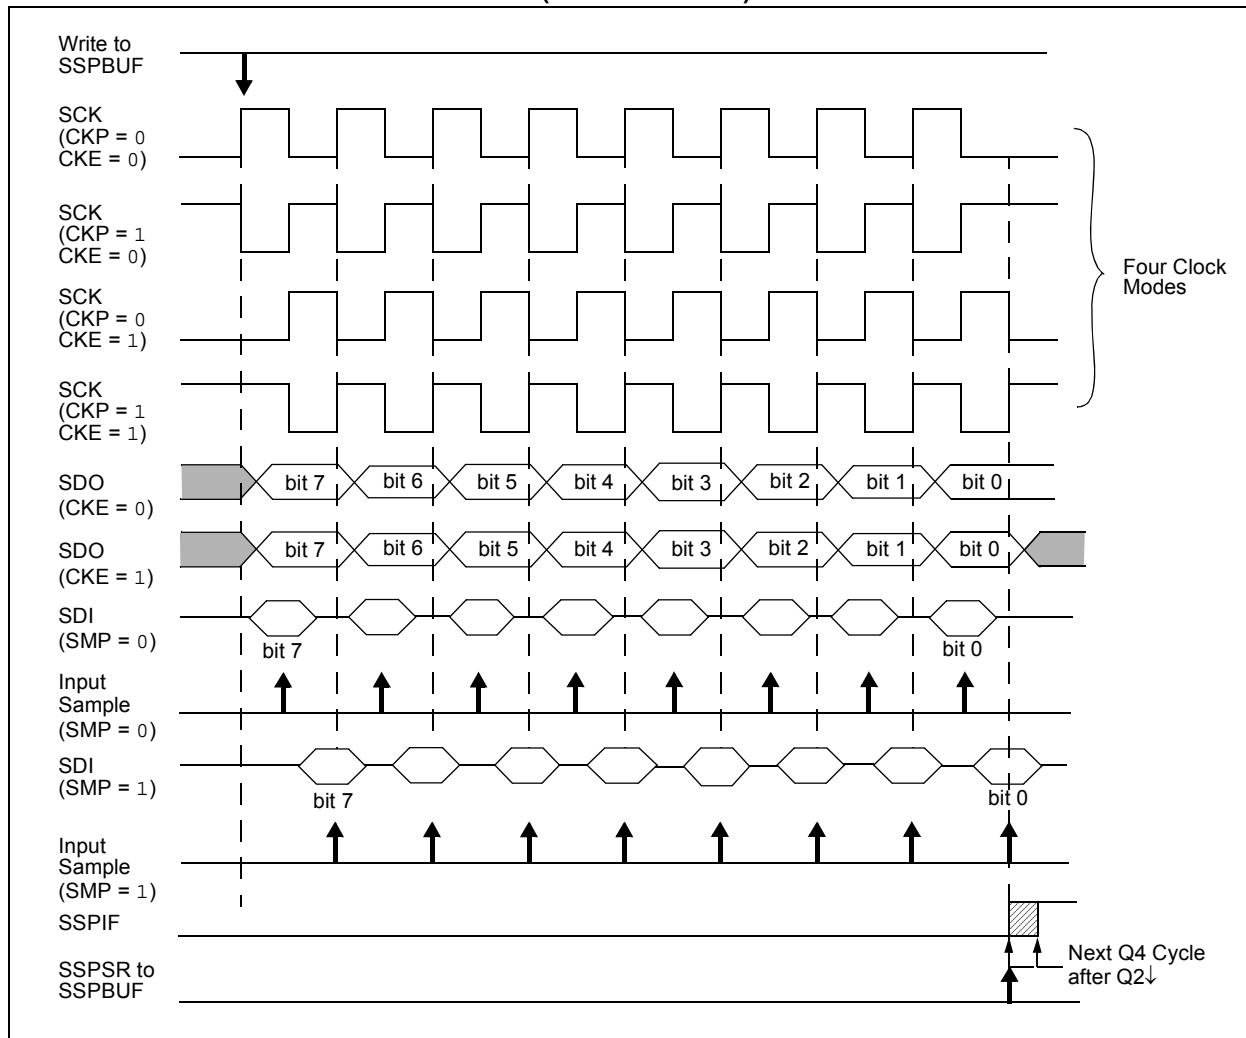 Write to
SSPBUF
SCK
(CKP = 0
CKE = 0)
SCK
(CKP = 1
CKE = 0)
SCK
(CKP = 0
CKE = 1)
SCK
(CKP = 1
CKE = 1)
Four Clock
Modes
SDO
(CKE = 0)
bit 7 bit 6 bit 5 bit 4 bit 3 bit 2 bit 1 bit 0
SDO
(CKE = 1)
bit 7 bit 6 bit 5 bit 4 bit 3 bit 2 bit 1 bit 0
SDI
(SMP = 0)
bit 7 bit 0
Input
Sample
(SMP = 0)
SDI
(SMP = 1)
bit 7 bit 0
Input
Sample
(SMP = 1)
SSPIF
SSPSR to
SSPBUF
Next Q4 Cycle
after Q2↓